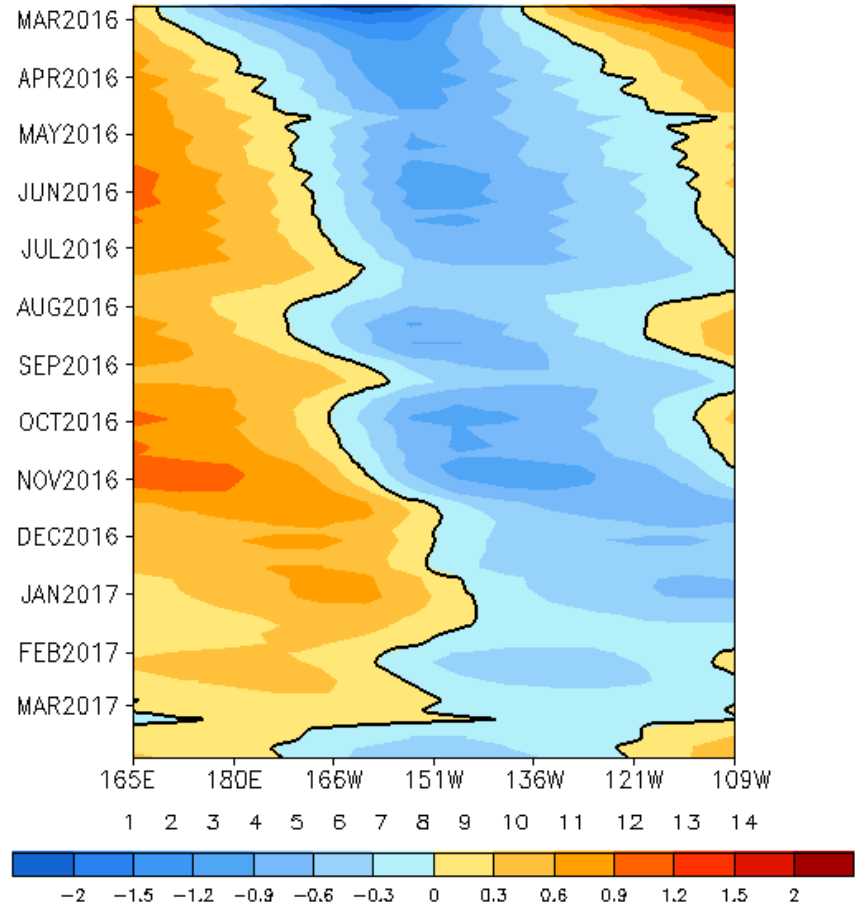 MAR2016
APR2016
MAY2016
JUN2016
JUL2016
AUG2016
SEP2016
OCT2016
NOV2016
DEC2016
JAN2017
FEB2017
MAR2017
165E 180E 166W 151W 136W 121W 109W
1 2 3 4 5 6 7 8 9 10 11 12 13 14
-2 -1.5 -1.2 -0.9 -0.6 -0.3 0 0.3 0.6 0.9 1.2 1.5 2